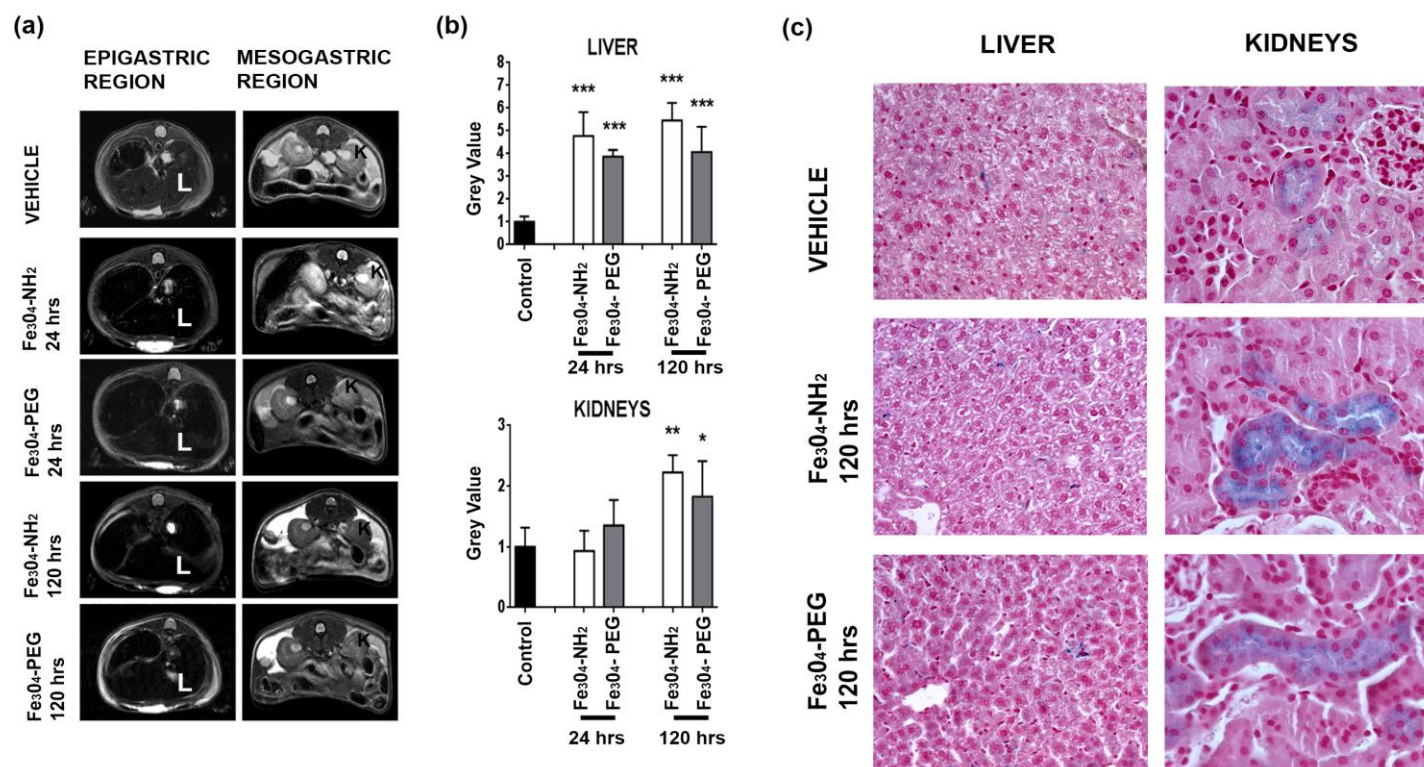 (a)
EPIGASTRIC
REGION
MESOGASTRIC
REGION
VEHICLE
L
K
Fe3O4-NH2
24 hrs
L
K
Fe3O4-PEG
24 hrs
L
K
Fe3O4-NH2
120 hrs
L
K
Fe3O4-PEG
120 hrs
L
K
(b)
LIVER
Grey Value
8
7
6
5
4
3
2
1
0
***
***
***
***
Control
Fe3O4-NH2
Fe3O4- PEG
Fe3O4-NH2
Fe3O4- PEG
24 hrs
120 hrs
KIDNEYS
Grey Value
3
2
1
0
**
*
Control
Fe3O4-NH2
Fe3O4- PEG
Fe3O4-NH2
Fe3O4- PEG
24 hrs
120 hrs
(c)
LIVER
KIDNEYS
VEHICLE
Fe3O4-NH2
120 hrs
Fe3O4-PEG
120 hrs